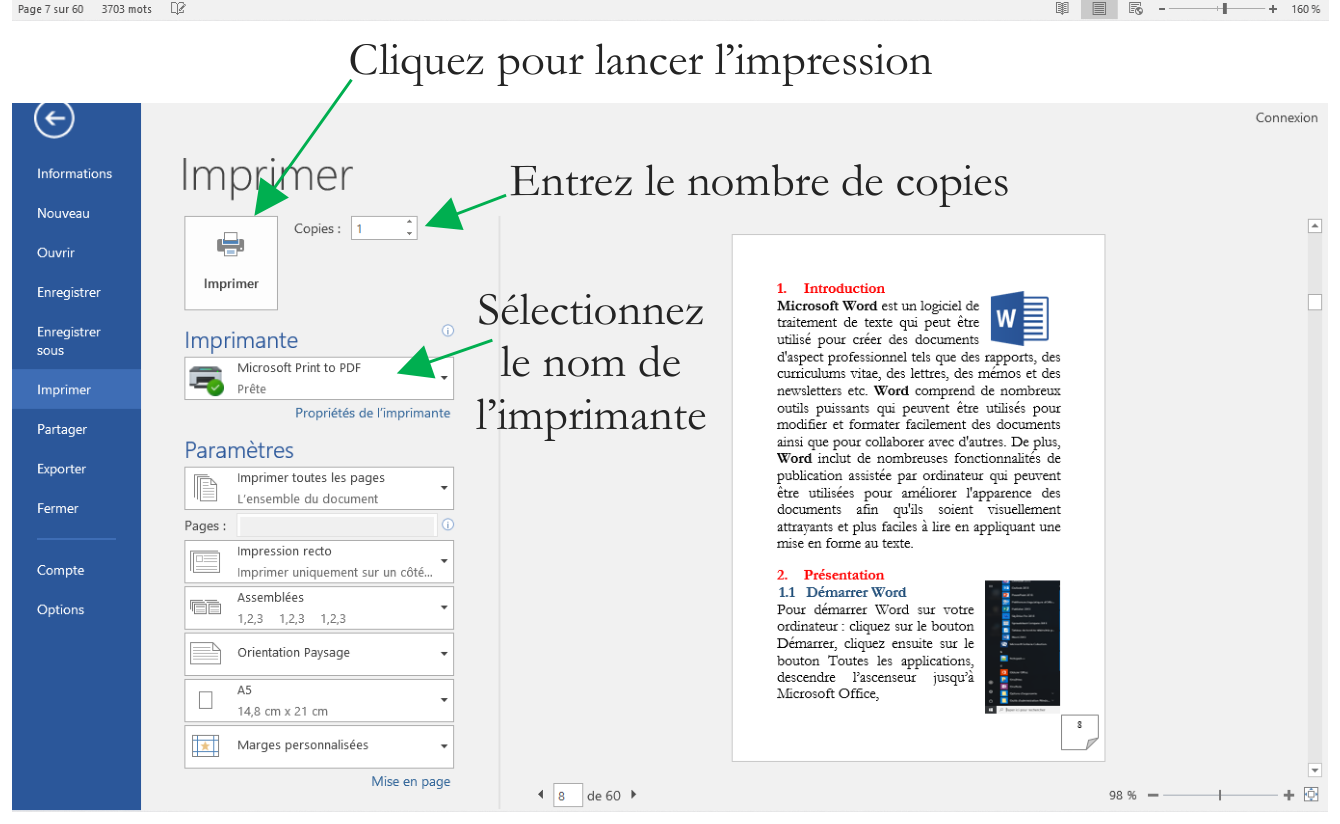 Page 7 sur 60 3703 mots
160 %
Cliquez pour lancer l’impression
Connexion
Informations
Nouveau
Ouvrir
Enregistrer
Enregistrer
sous
Imprimer
Partager
Exporter
Fermer
Compte
Options
Imprimer
Entrez le nombre de copies
Copies : 1
Imprimer
Sélectionnez
le nom de
l’imprimante
Imprimante
Microsoft Print to PDF
Prête
Propriétés de l'imprimante
Paramètres
Imprimer toutes les pages
L'ensemble du document
Pages :
Impression recto
Imprimer uniquement sur un côté...
Assemblées
1,2,3 1,2,3 1,2,3
Orientation Paysage
A5
14,8 cm x 21 cm
Marges personnalisées
Mise en page
1. Introduction
Microsoft Word est un logiciel de
traitement de texte qui peut être
utilisé pour créer des documents
d'aspect professionnel tels que des rapports, des
curriculums vitae, des lettres, des mémos et des
newsletters etc. Word comprend de nombreux
outils puissants qui peuvent être utilisés pour
modifier et formater facilement des documents
ainsi que pour collaborer avec d'autres. De plus,
Word inclut de nombreuses fonctionnalités de
publication assistée par ordinateur qui peuvent
être utilisées pour améliorer l'apparence des
documents afin qu'ils soient visuellement
attrayants et plus faciles à lire en appliquant une
mise en forme au texte.
W
2. Présentation
1.1 Démarrer Word
Pour démarrer Word sur votre
ordinateur : cliquez sur le bouton
Démarrer, cliquez ensuite sur le
bouton Toutes les applications,
descendre l’ascenseur jusqu’à
Microsoft Office,
8
8 de 60
98 %